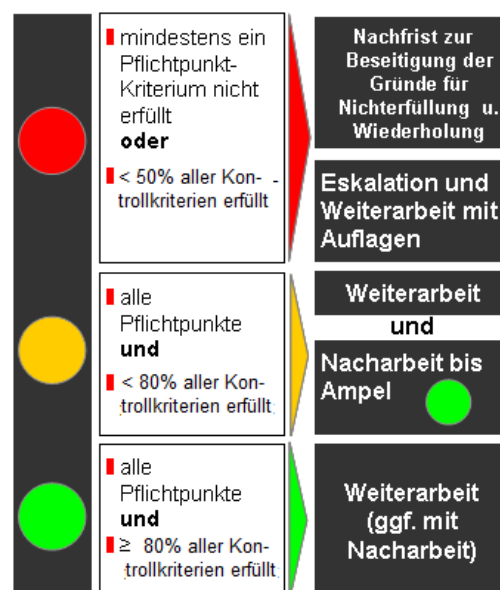 mindestens ein
Pflichtpunkt-
Kriterium nicht
erfüllt
oder
< 50% aller Kon-
trollkriterien erfüllt
Nachfrist zur
Beseitigung der
Gründe für
Nichterfüllung u.
Wiederholung
Eskalation und
Weiterarbeit mit
Auflagen
alle
Pflichtpunkte
und
< 80% aller Kon-
trollkriterien erfüllt
Weiterarbeit
und
Nacharbeit bis
Ampel
alle
Pflichtpunkte
und
≥ 80% aller Kon-
trollkriterien erfüllt
Weiterarbeit
(ggf. mit
Nacharbeit)